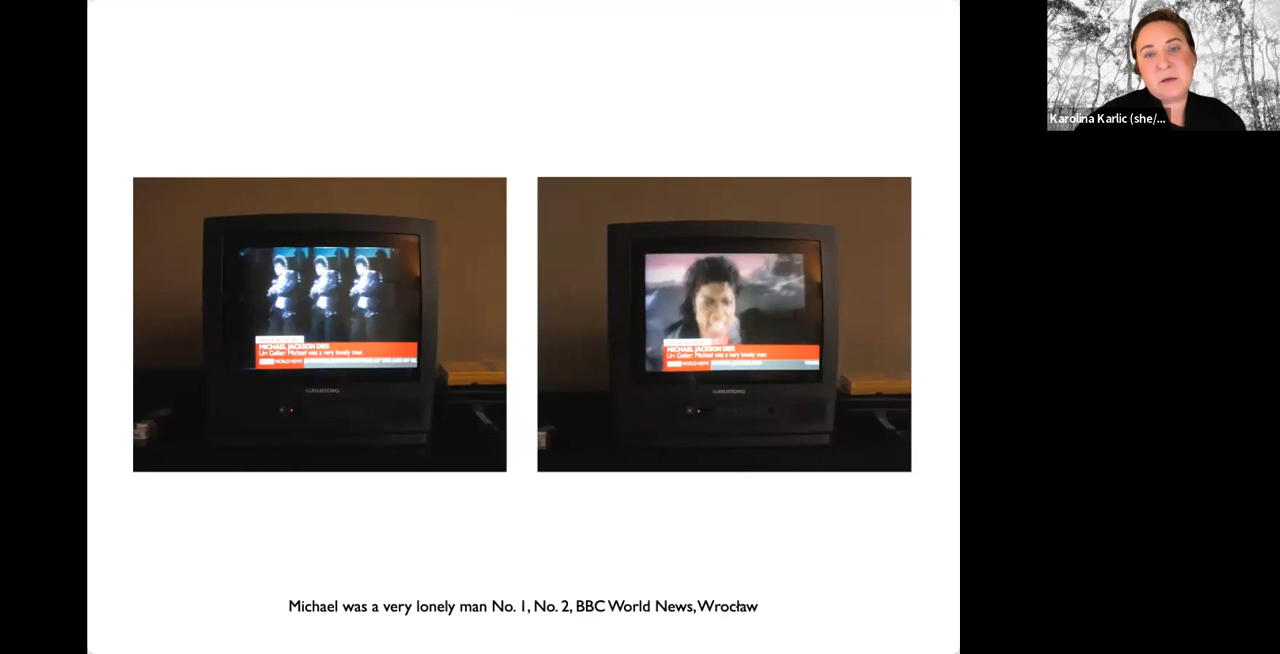 MICHAEL JACKSON DIES
Uri Geller: Michael was a very lonely man
WORLD NEWS
GRUNDIG
MICHAEL JACKSON DIES
Uri Geller: Michael was a very lonely man
WORLD NEWS
GRUNDIG
Michael was a very lonely man No. 1, No. 2, BBC World News, Wrocław
Karolina Karlic (she/...